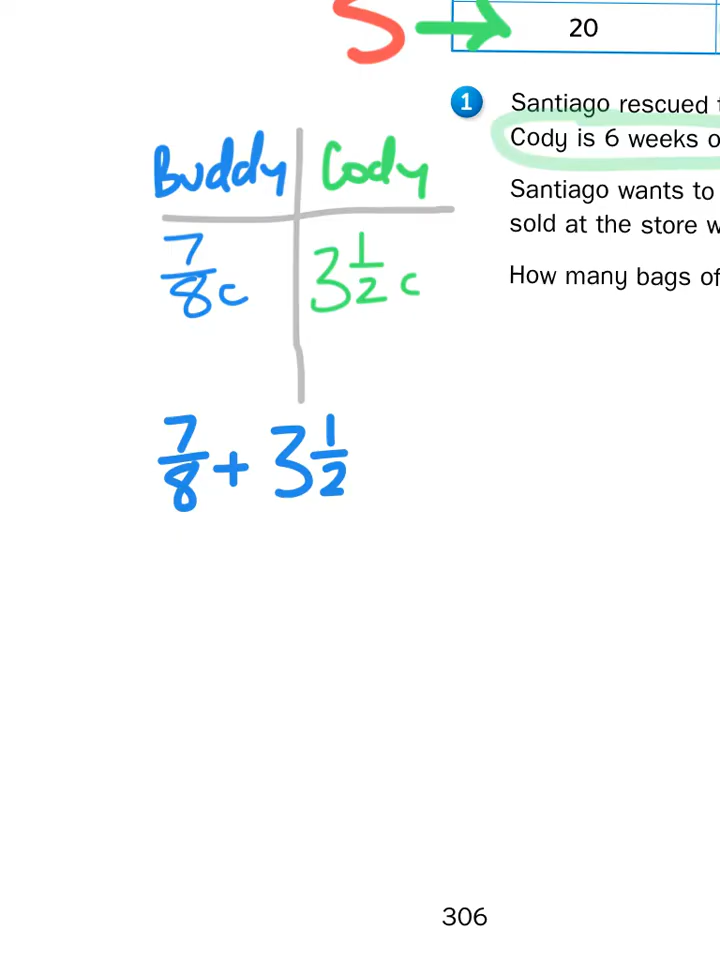 S → 20
1 Santiago rescued
Cody is 6 weeks
Santiago wants to
sold at the store
How many bags of
Buddy | Cody
7/8 c | 3 1/2 c
7/8 + 3 1/2
306